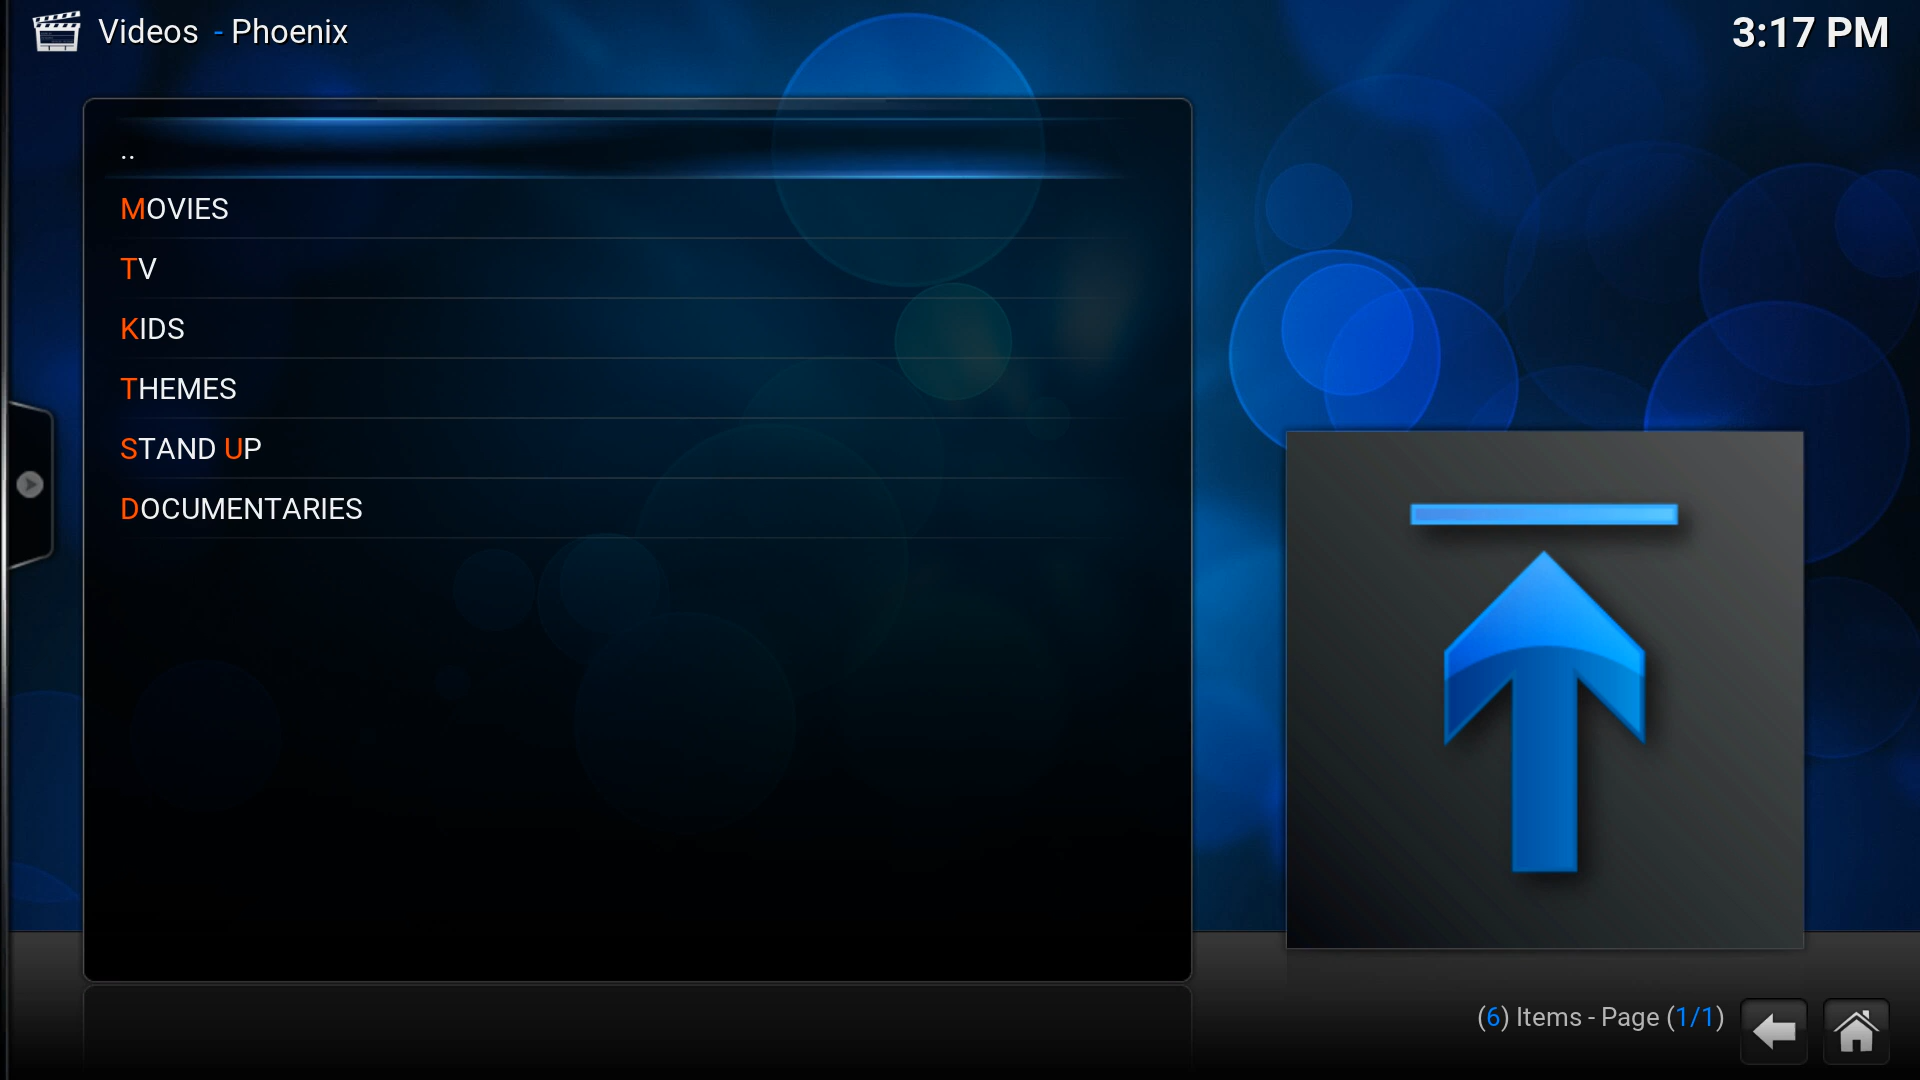 Videos - Phoenix
3:17 PM
..
MOVIES
TV
KIDS
THEMES
STAND UP
DOCUMENTARIES
(6) Items - Page (1/1)